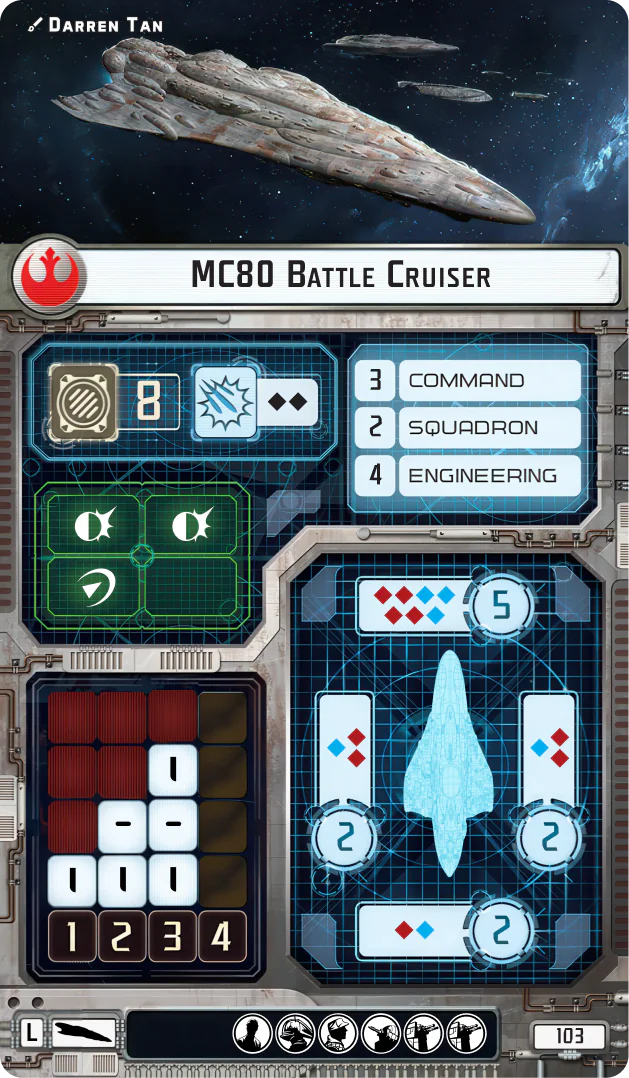 Darren Tan
MC80 Battle Cruiser
8
3 COMMAND
2 SQUADRON
4 ENGINEERING
5
2
2
2
I
- -
I I I
1 2 3 4
L
103